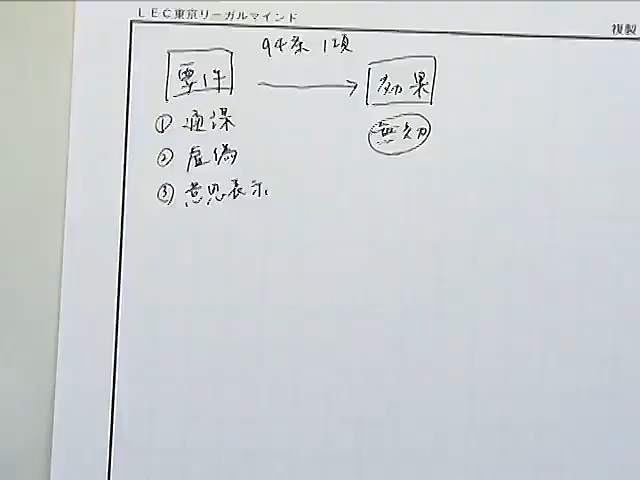 LEC東京リーガルマインド
複製
94条 1項
要件 → 効果
① 通謀
② 虚偽
③ 意思表示
無効